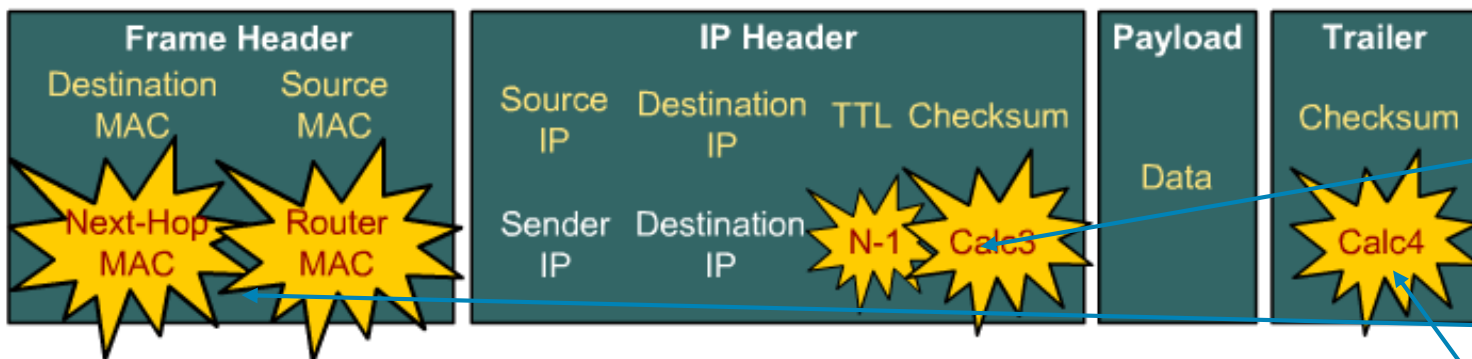 Frame Header
Destination MAC
Source MAC
Next-Hop MAC
Router MAC
IP Header
Source IP
Destination IP
TTL
Checksum
Sender IP
Destination IP
N-1
Calc3
Payload
Data
Trailer
Checksum
Calc4